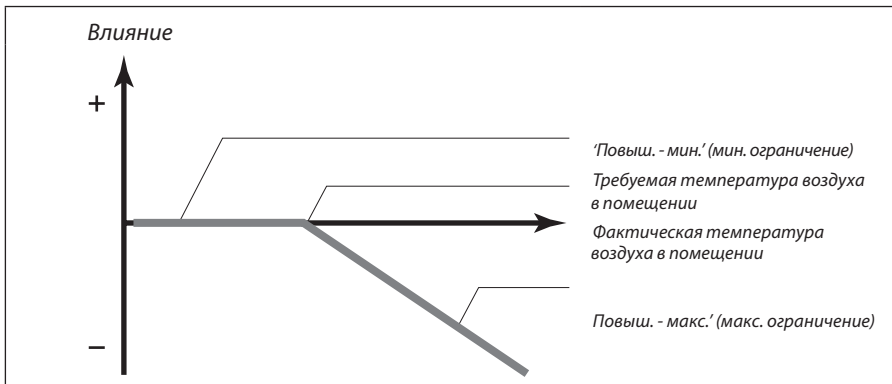 Влияние
+
‘Повыш. - мин.’ (мин. ограничение)
Требуемая температура воздуха
в помещении
Фактическая температура
воздуха в помещении
Повыш. - макс.’ (макс. ограничение)
−